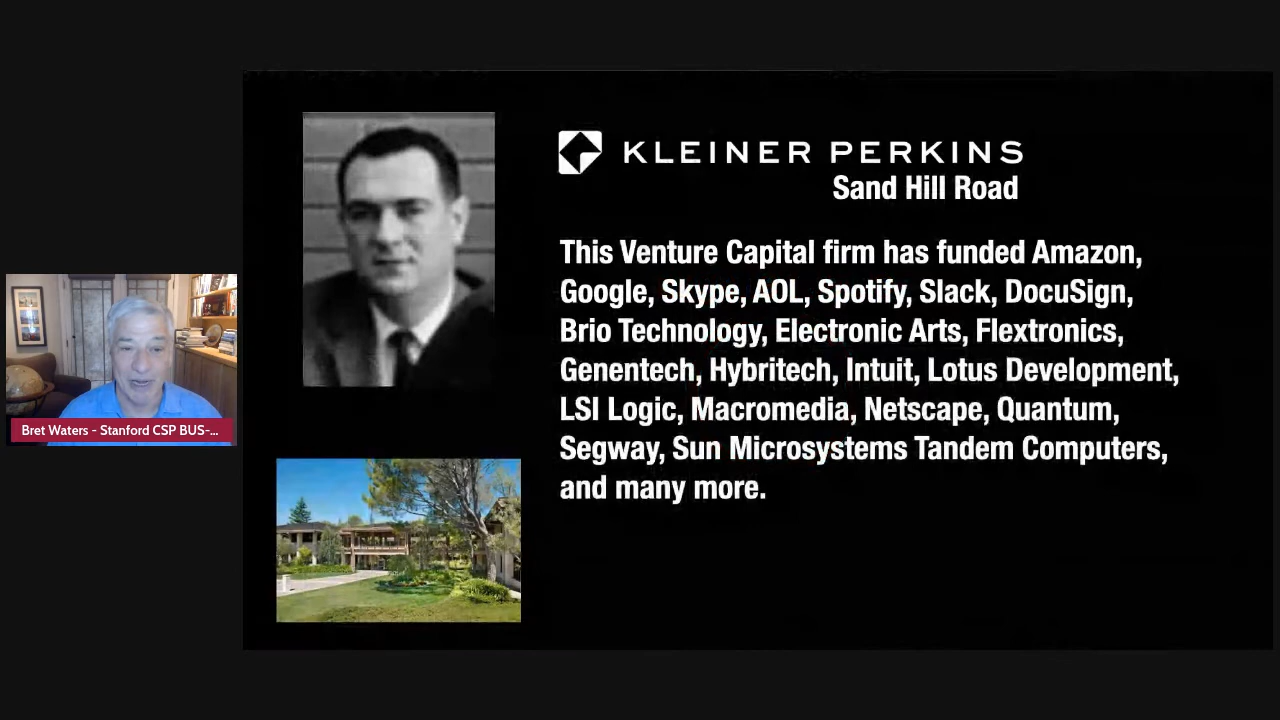 KLEINER PERKINS
Sand Hill Road
This Venture Capital firm has funded Amazon,
Google, Skype, AOL, Spotify, Slack, DocuSign,
Brio Technology, Electronic Arts, Flextronics,
Genentech, Hybritech, Intuit, Lotus Development,
LSI Logic, Macromedia, Netscape, Quantum,
Segway, Sun Microsystems Tandem Computers,
and many more.
Bret Waters - Stanford CSP BUS-...